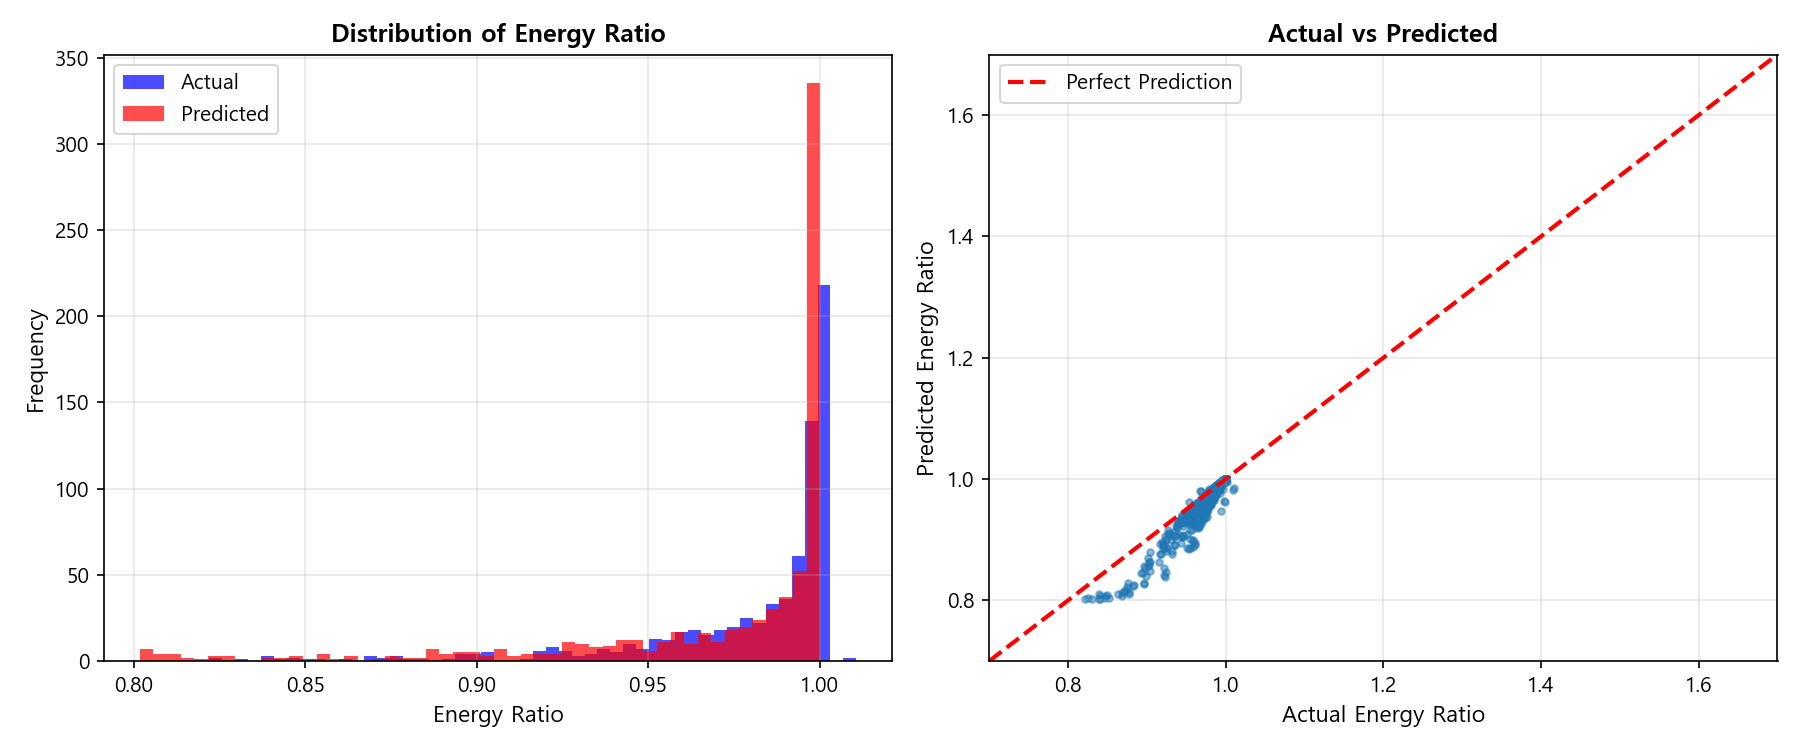 Distribution of Energy Ratio
Actual
Predicted
350
300
250
200
150
100
50
0
Frequency
0.80 0.85 0.90 0.95 1.00
Energy Ratio
Actual vs Predicted
Perfect Prediction
1.6
1.4
1.2
1.0
0.8
Predicted Energy Ratio
0.8 1.0 1.2 1.4 1.6
Actual Energy Ratio